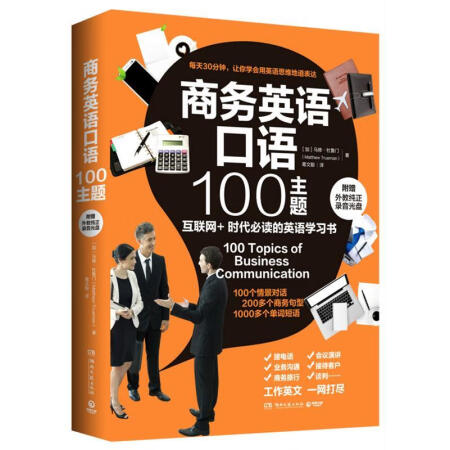 每天30分钟，让你学会用英语思维地道表达
商务英语
口语
100主题
[加] 马修·杜鲁门
(Matthew Trueman)
著
译
附赠
外教纯正
录音光盘
互联网+ 时代必读的英语学习书
100 Topics of
Business
Communication
100个情景对话
200多个商务句型
1000多个单词短语
接电话
会议演讲
业务沟通
接待客户
商务旅行
谈判……
工作英文 一网打尽
商务英语口语
100
主题
附赠
外教纯正
录音光盘